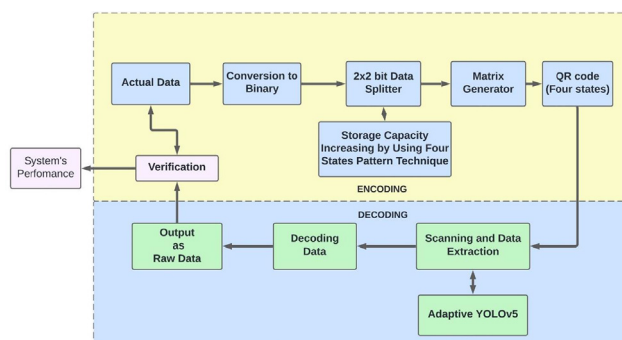 Actual Data
Conversion to
Binary
2x2 bit Data
Splitter
Matrix
Generator
QR code
(Four states)
Storage Capacity
Increasing by Using Four
States Pattern Technique
System's
Perfomance
Verification
ENCODING
DECODING
Output
as
Raw Data
Decoding
Data
Scanning and Data
Extraction
Adaptive YOLOv5